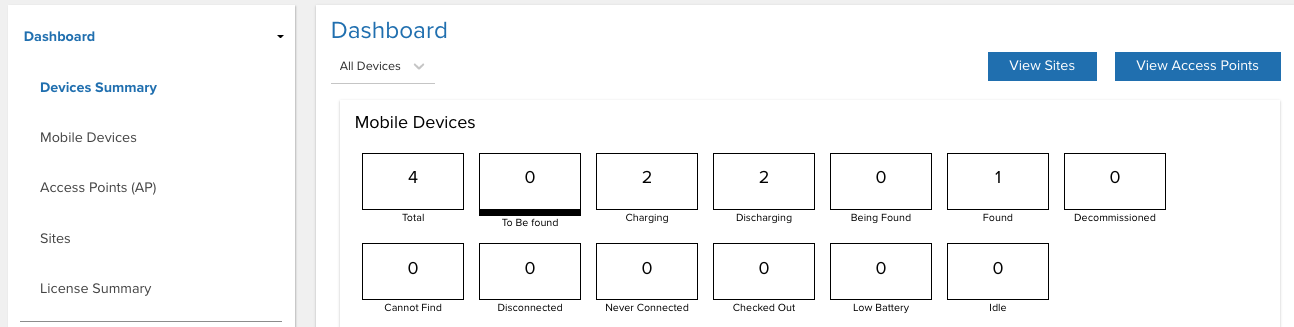 Dashboard
Devices Summary
Mobile Devices
Access Points (AP)
Sites
License Summary
Dashboard
All Devices
View Sites
View Access Points
Mobile Devices
4 0 2 2 0 1 0
Total To Be found Charging Discharging Being Found Found Decommissioned
0 0 0 0 0 0
Cannot Find Disconnected Never Connected Checked Out Low Battery Idle